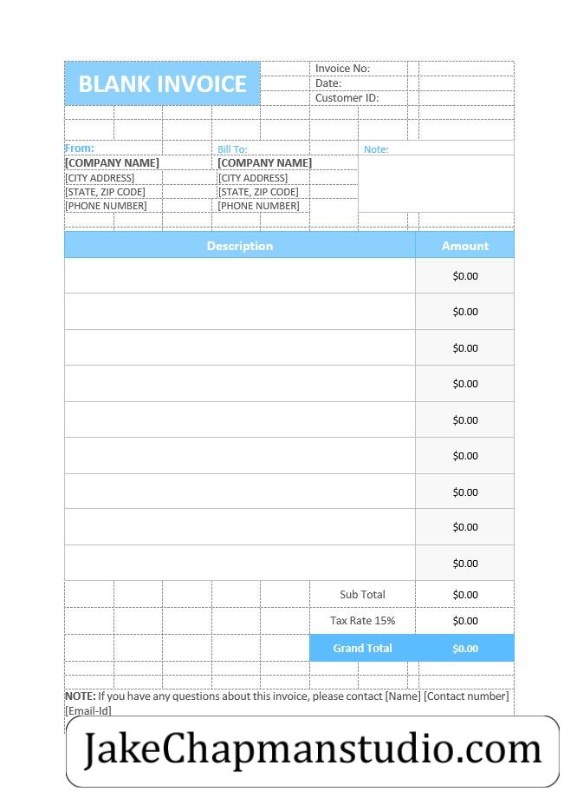 BLANK INVOICE
Invoice No:
Date:
Customer ID:
From:
Bill To:
Note:
[COMPANY NAME]
[COMPANY NAME]
[CITY ADDRESS]
[CITY ADDRESS]
[STATE, ZIP CODE]
[STATE, ZIP CODE]
[PHONE NUMBER]
[PHONE NUMBER]
Description
Amount
$0.00
$0.00
$0.00
$0.00
$0.00
$0.00
$0.00
$0.00
$0.00
Sub Total
$0.00
Tax Rate 15%
$0.00
Grand Total
$0.00
NOTE: If you have any questions about this invoice, please contact [Name] [Contact number]
[Email-Id]
JakeChapmanstudio.com